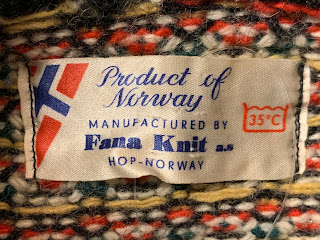 Product of
Norway
MANUFACTURED BY
Fana Knit a.s
HOP-NORWAY
35°C